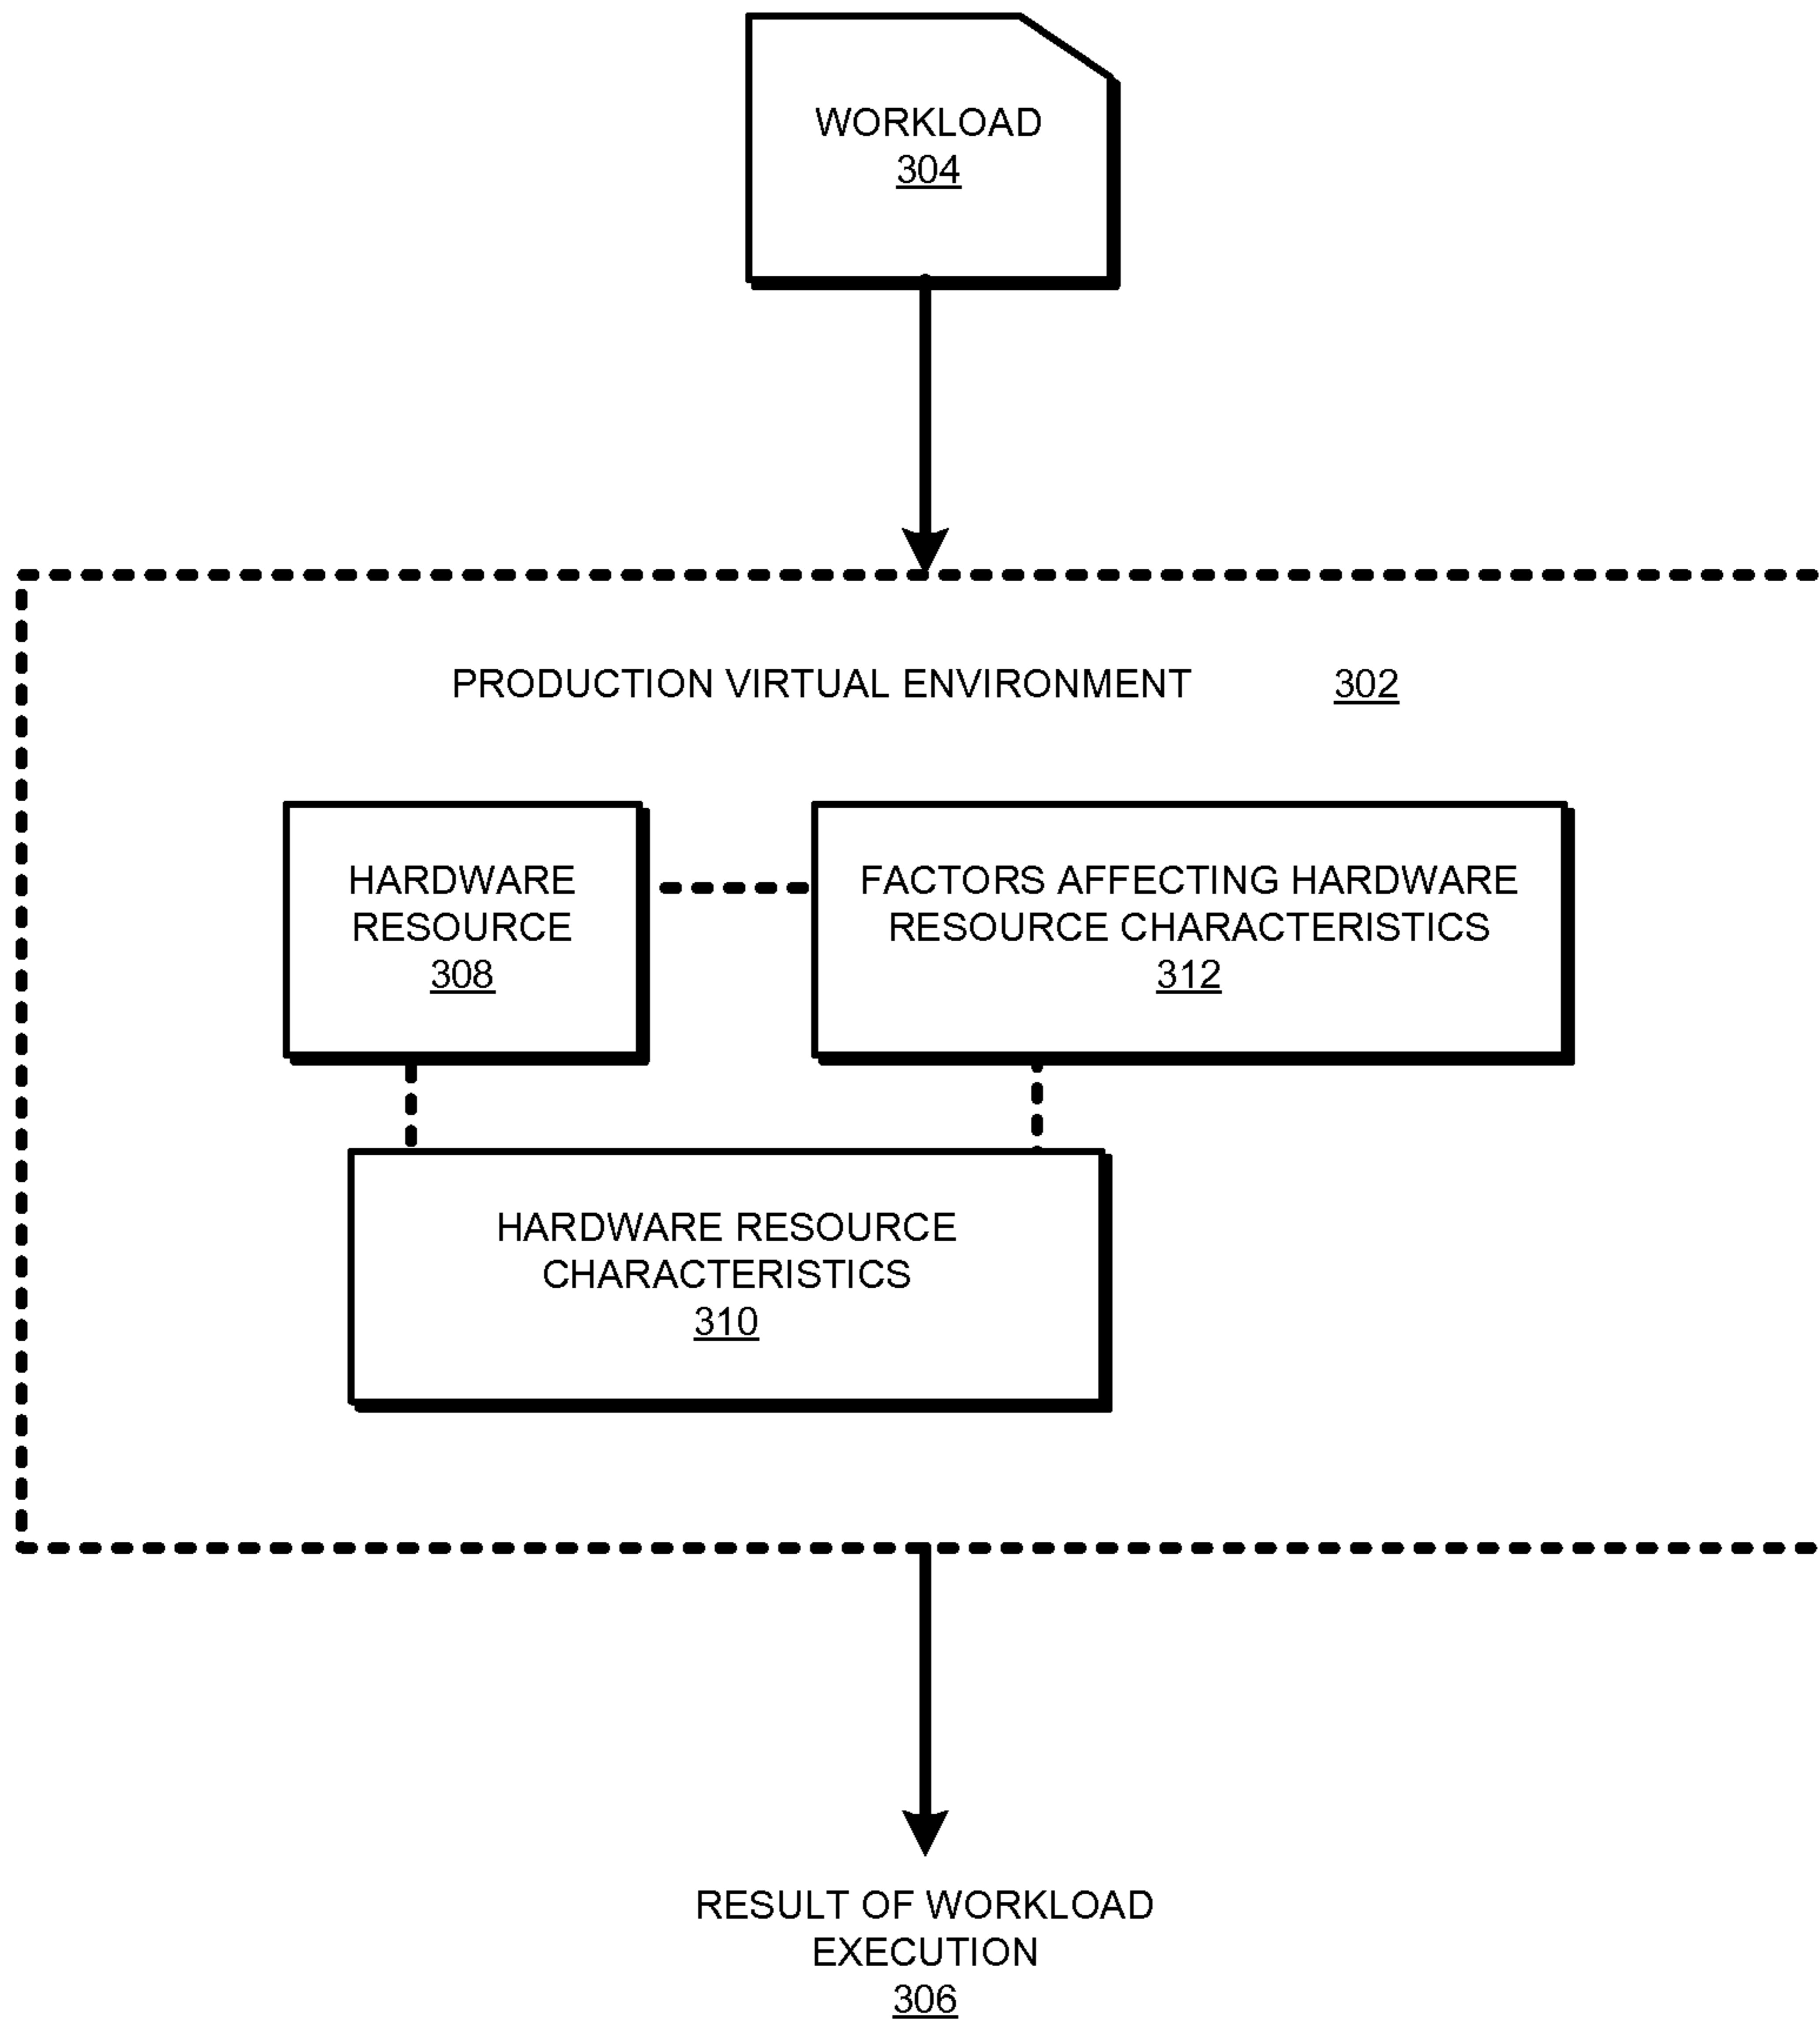 WORKLOAD
304
PRODUCTION VIRTUAL ENVIRONMENT 302
HARDWARE
RESOURCE
308
FACTORS AFFECTING HARDWARE
RESOURCE CHARACTERISTICS
312
HARDWARE RESOURCE
CHARACTERISTICS
310
RESULT OF WORKLOAD
EXECUTION
306